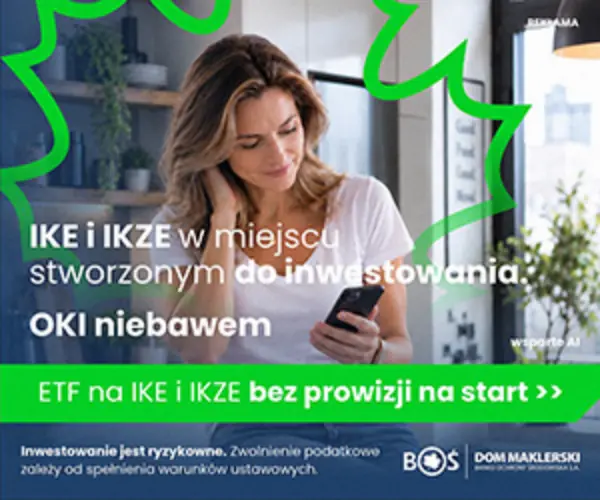 REKLAMA
IKE i IKZE w miejscu
stworzonym do inwestowania.
OKI niebawem
wsparte AI
ETF na IKE i IKZE bez prowizji na start >>
Inwestowanie jest ryzykowne. Zwolnienie podatkowe
zależy od spełnienia warunków ustawowych.
BOŚ
DOM MAKLERSKI
BANKU OCHRONY ŚRODOWISKA S.A.